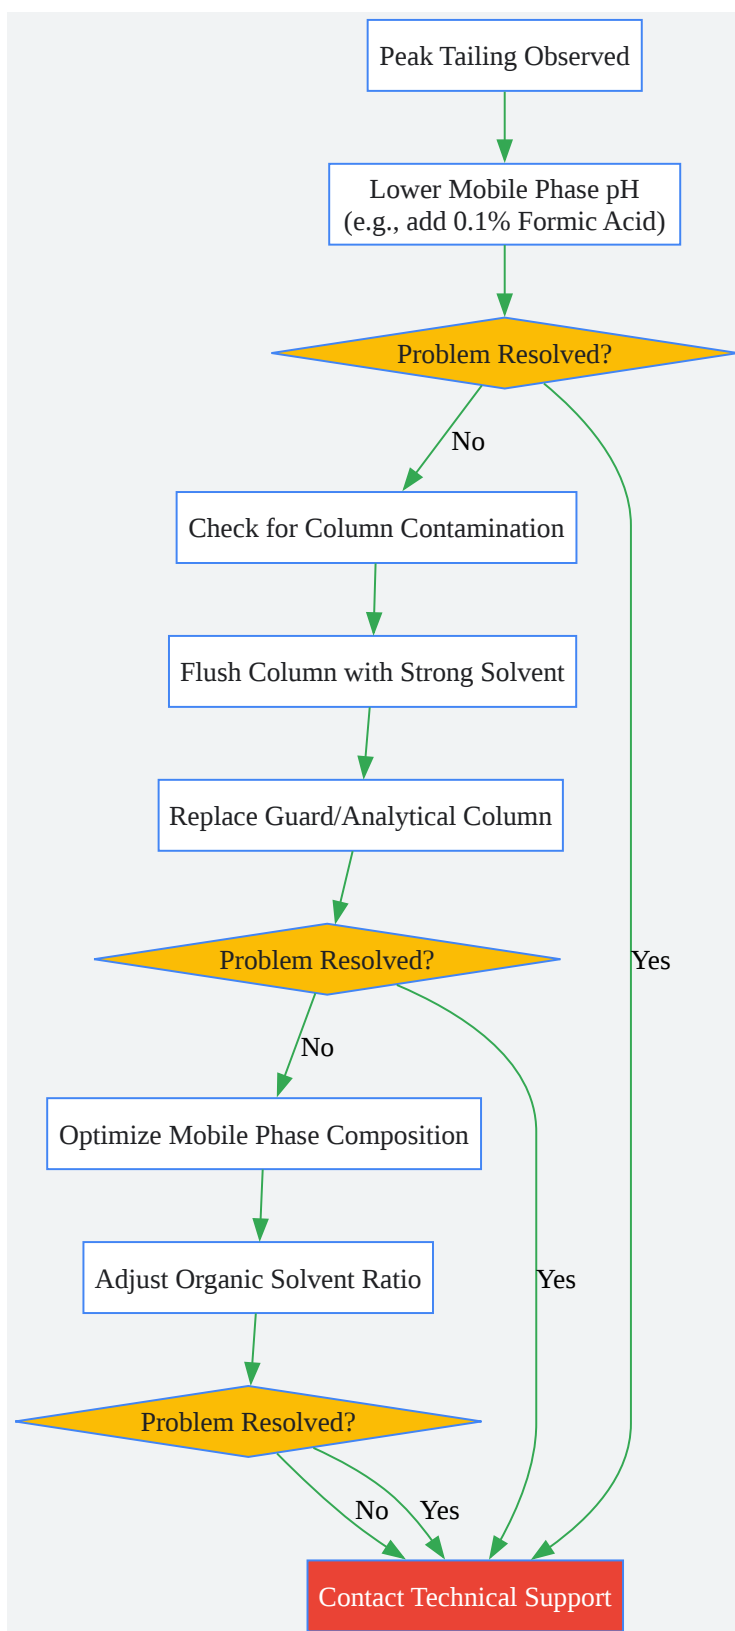 Peak Tailing Observed
Lower Mobile Phase pH
(e.g., add 0.1% Formic Acid)
Problem Resolved?
No
Check for Column Contamination
Flush Column with Strong Solvent
Replace Guard/Analytical Column
Problem Resolved?
Yes
No
Optimize Mobile Phase Composition
Adjust Organic Solvent Ratio
Yes
Problem Resolved?
No
Yes
Contact Technical Support